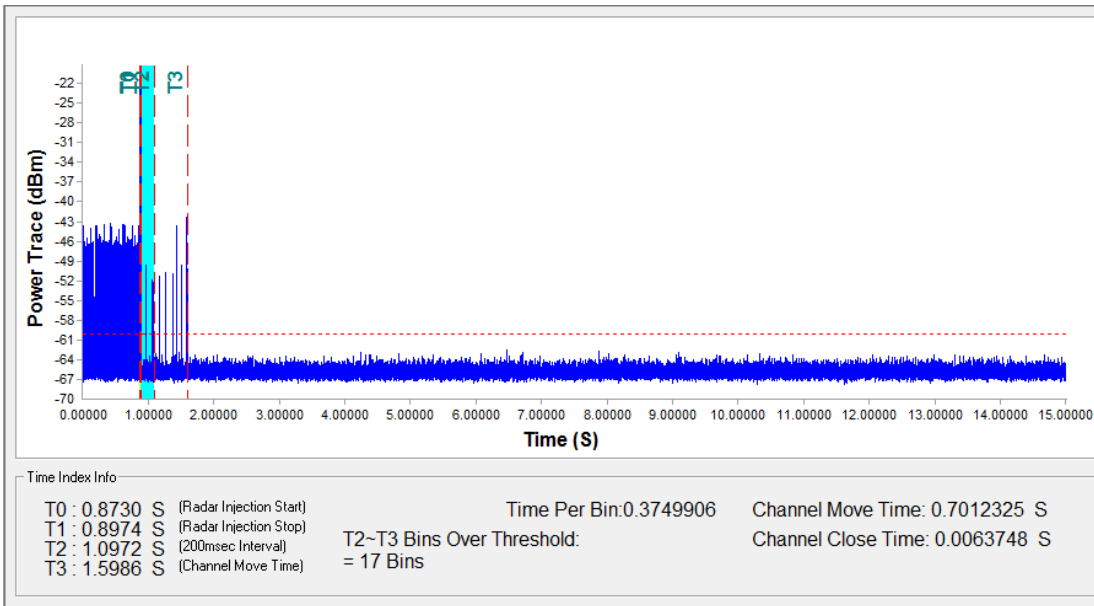 T0 T1 T2 T3
-22
-25
-28
-31
-34
-37
-40
-43
-46
-49
-52
-55
-58
-61
-64
-67
-70
Power Trace (dBm)
0.00000 1.00000 2.00000 3.00000 4.00000 5.00000 6.00000 7.00000 8.00000 9.00000 10.00000 11.00000 12.00000 13.00000 14.00000 15.00000
Time (S)
Time Index Info
T0 : 0.8730 S (Radar Injection Start)
T1 : 0.8974 S (Radar Injection Stop)
T2 : 1.0972 S (200msec Interval)
T3 : 1.5986 S (Channel Move Time)
Time Per Bin:0.3749906
T2~T3 Bins Over Threshold:
= 17 Bins
Channel Move Time: 0.7012325 S
Channel Close Time: 0.0063748 S